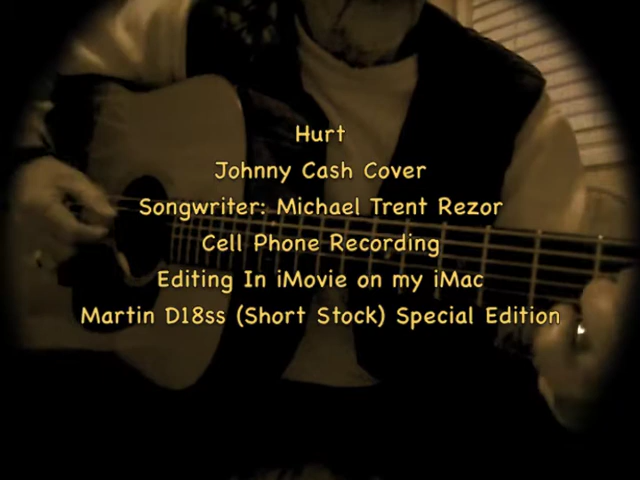 Hurt
Johnny Cash Cover
Songwriter: Michael Trent Rezor
Cell Phone Recording
Editing In iMovie on my iMac
Martin D18ss (Short Stock) Special Edition